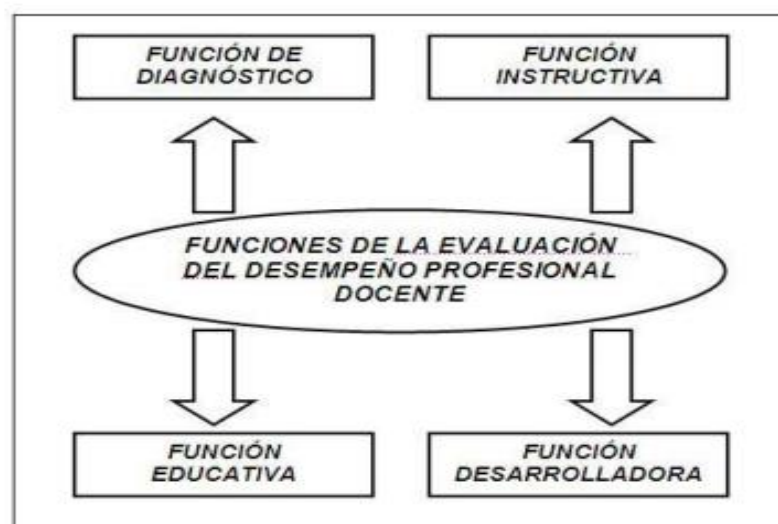 FUNCIÓN DE
DIAGNÓSTICO
FUNCIÓN
INSTRUCTIVA
FUNCIONES DE LA EVALUACIÓN
DEL DESEMPEÑO PROFESIONAL
DOCENTE
FUNCIÓN
EDUCATIVA
FUNCIÓN
DESARROLLADORA